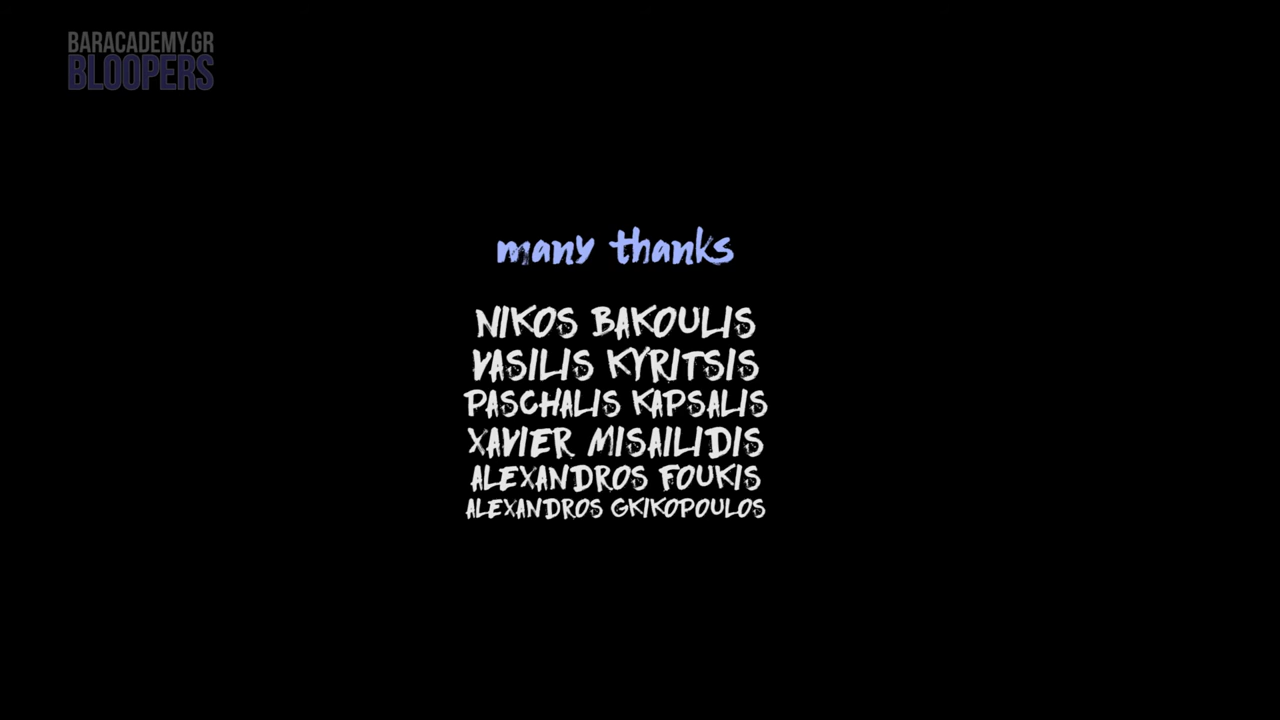 BARACADEMY.GR
BLOOPERS
many thanks
NIKOS BAKOULIS
VASILIS KYRITSIS
PASCHALIS KAPSALIS
XAVIER MISAILIDIS
ALEXANDROS FOUKIS
ALEXANDROS GKIKOPOULOS